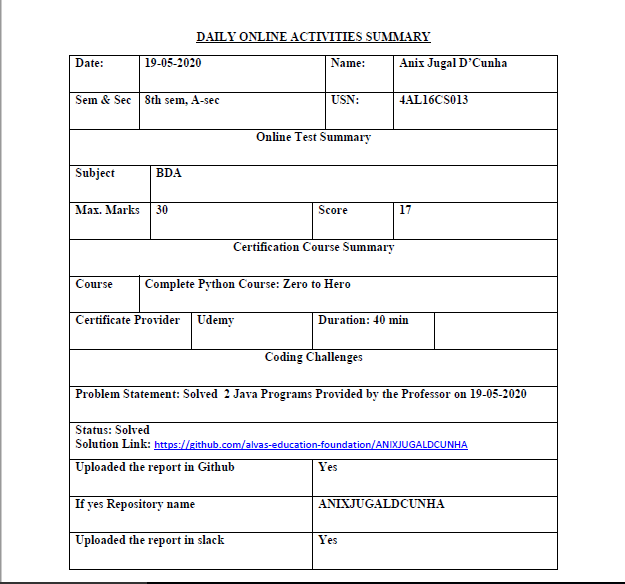 DAILY ONLINE ACTIVITIES SUMMARY
Date: 19-05-2020 Name: Anix Jugal D’Cunha
Sem & Sec 8th sem, A-sec USN: 4AL16CS013
Online Test Summary
Subject BDA
Max. Marks 30 Score 17
Certification Course Summary
Course Complete Python Course: Zero to Hero
Certificate Provider Udemy Duration: 40 min
Coding Challenges
Problem Statement: Solved 2 Java Programs Provided by the Professor on 19-05-2020
Status: Solved
Solution Link: https://github.com/alvas-education-foundation/ANIXJUGALDCUNHA
Uploaded the report in Github Yes
If yes Repository name ANIXJUGALDCUNHA
Uploaded the report in slack Yes